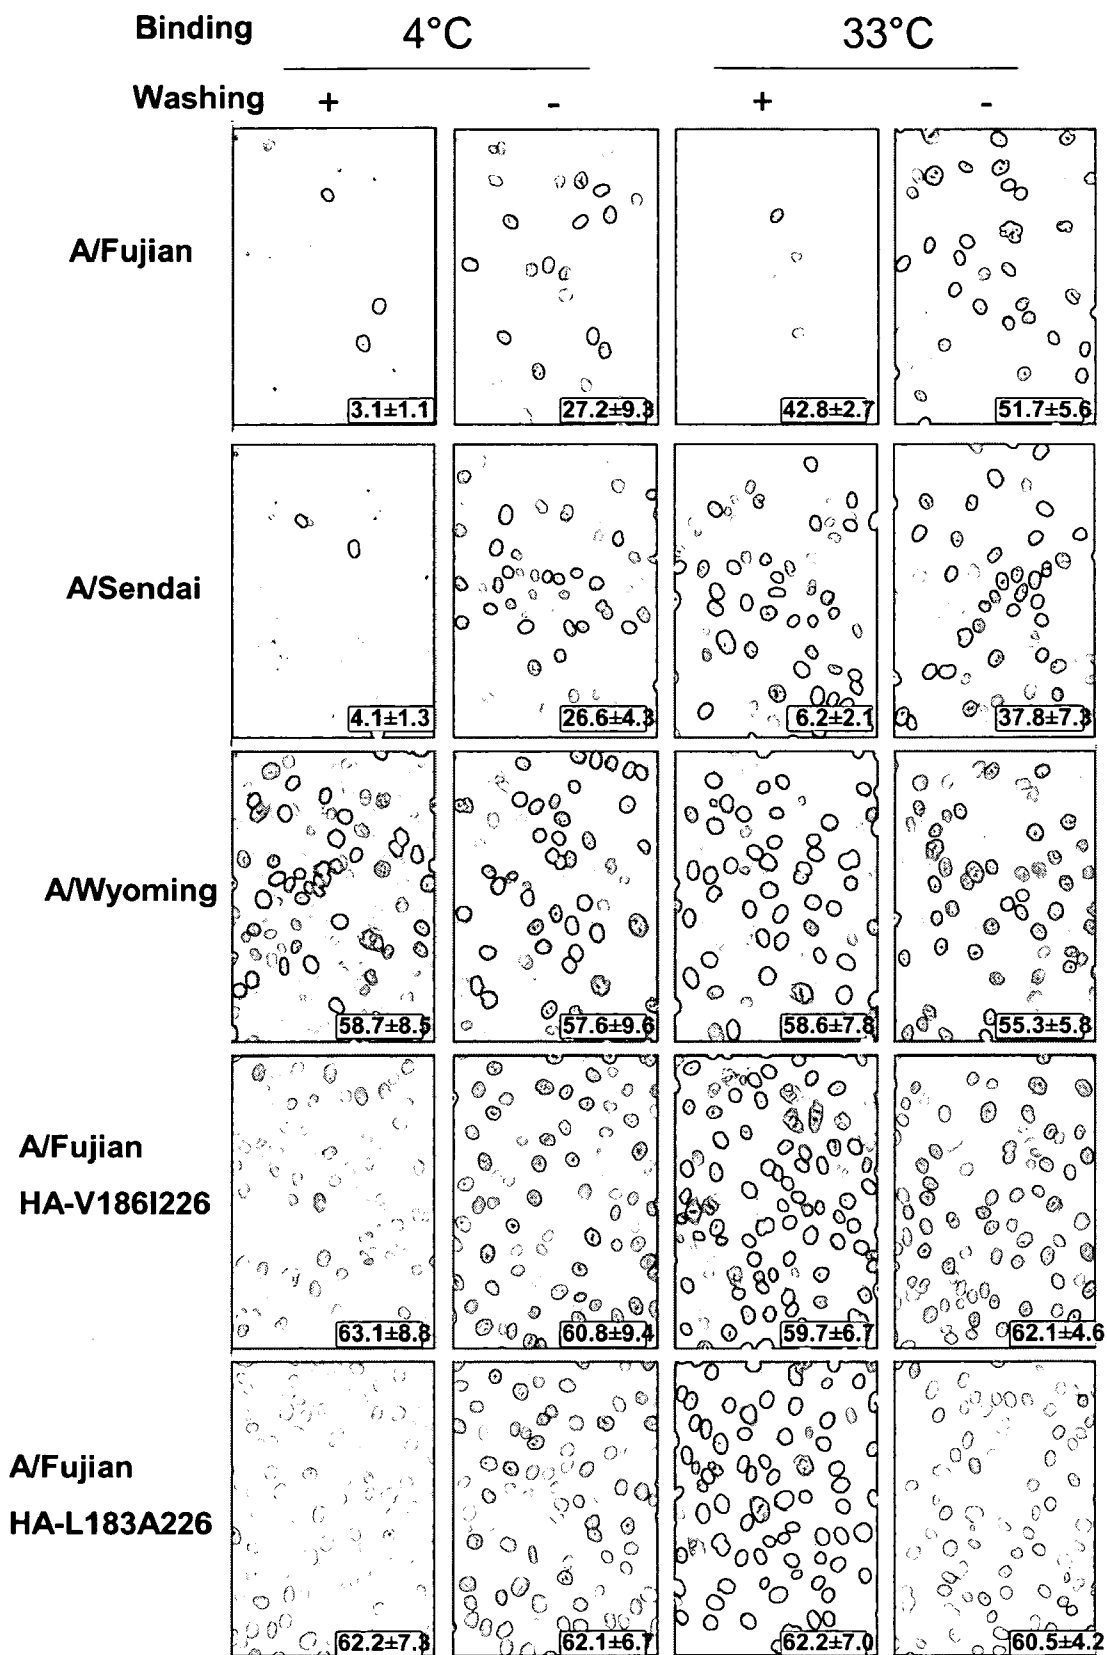 Binding 4°C 33°C
Washing + - + -
A/Fujian
3.1±1.1 27.2±9.3 42.8±2.7 51.7±5.6
A/Sendai
4.1±1.3 26.6±4.3 6.2±2.1 37.8±7.3
A/Wyoming
58.7±8.5 57.6±9.6 58.6±7.8 55.3±5.8
A/Fujian
HA-V186I226
63.1±8.8 60.8±9.4 59.7±6.7 62.1±4.6
A/Fujian
HA-L183A226
62.2±7.3 62.1±6.7 62.2±7.0 60.5±4.2